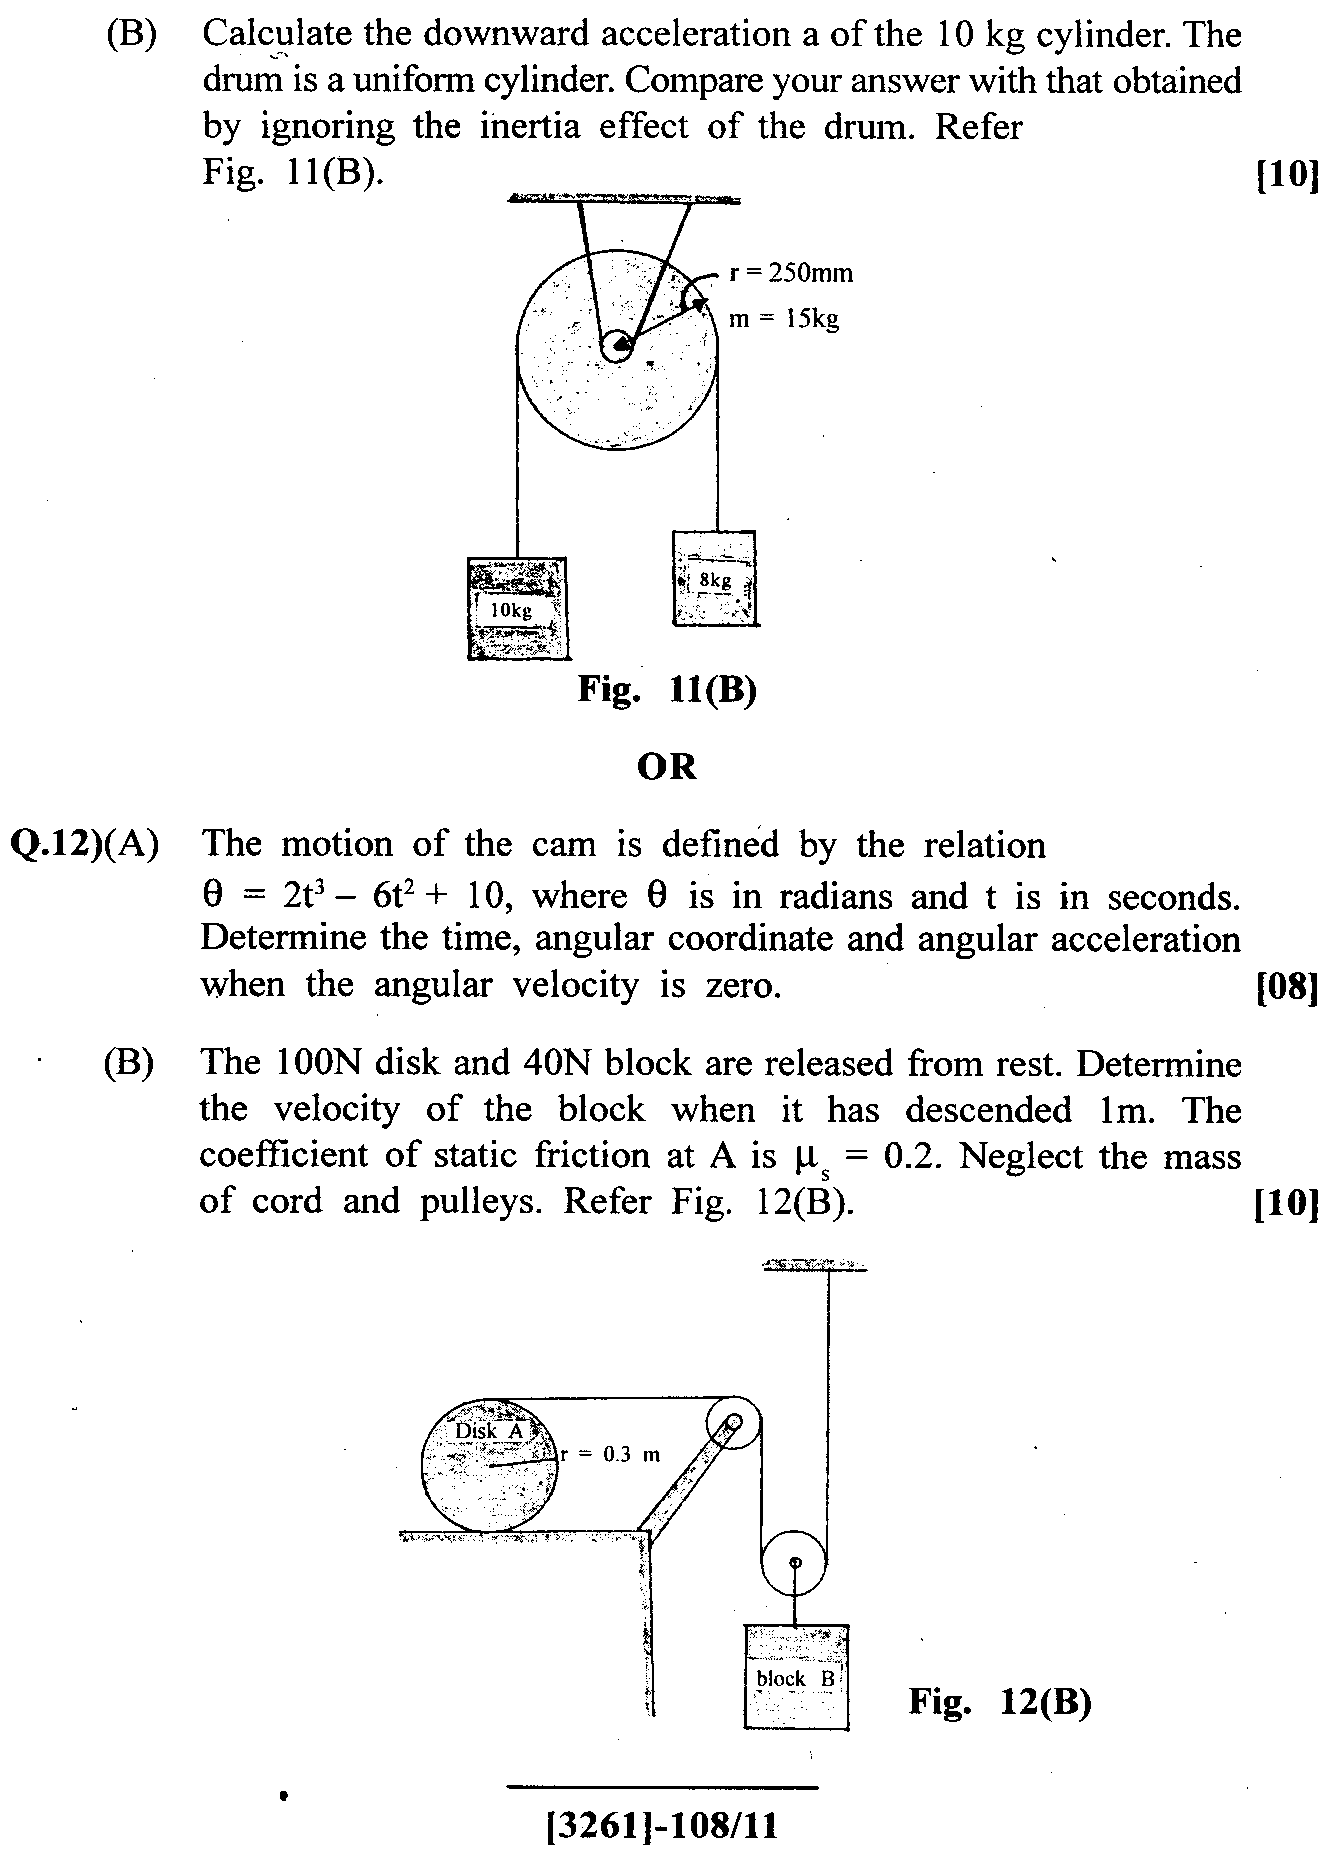 (B) Calculate the downward acceleration a of the 10 kg cylinder. The
drum is a uniform cylinder. Compare your answer with that obtained
by ignoring the inertia effect of the drum. Refer
Fig. 11(B). [10]
r = 250mm
m = 15kg
8kg
10kg
Fig. 11(B)
OR
Q.12)(A) The motion of the cam is defined by the relation
θ = 2t³ – 6t² + 10, where θ is in radians and t is in seconds.
Determine the time, angular coordinate and angular acceleration
when the angular velocity is zero. [08]
(B) The 100N disk and 40N block are released from rest. Determine
the velocity of the block when it has descended 1m. The
coefficient of static friction at A is μs = 0.2. Neglect the mass
of cord and pulleys. Refer Fig. 12(B). [10]
Disk A
r = 0.3 m
block B
Fig. 12(B)
[3261]-108/11